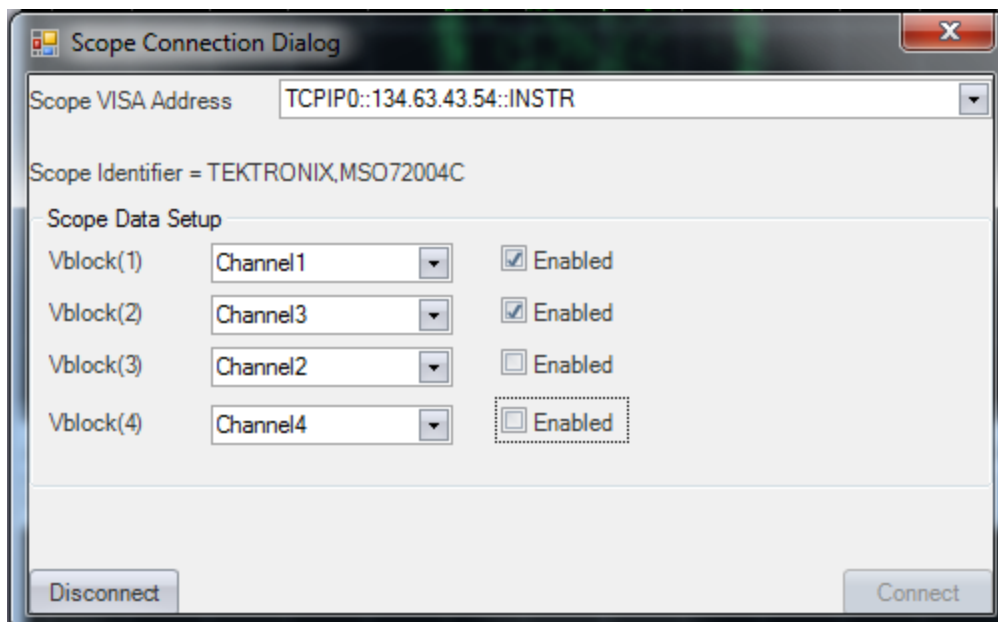 Scope Connection Dialog
Scope VISA Address TCPIP0::134.63.43.54::INSTR
Scope Identifier = TEKTRONIX,MSO72004C
Scope Data Setup
Vblock(1) Channel1 Enabled
Vblock(2) Channel3 Enabled
Vblock(3) Channel2 Enabled
Vblock(4) Channel4 Enabled
Disconnect Connect